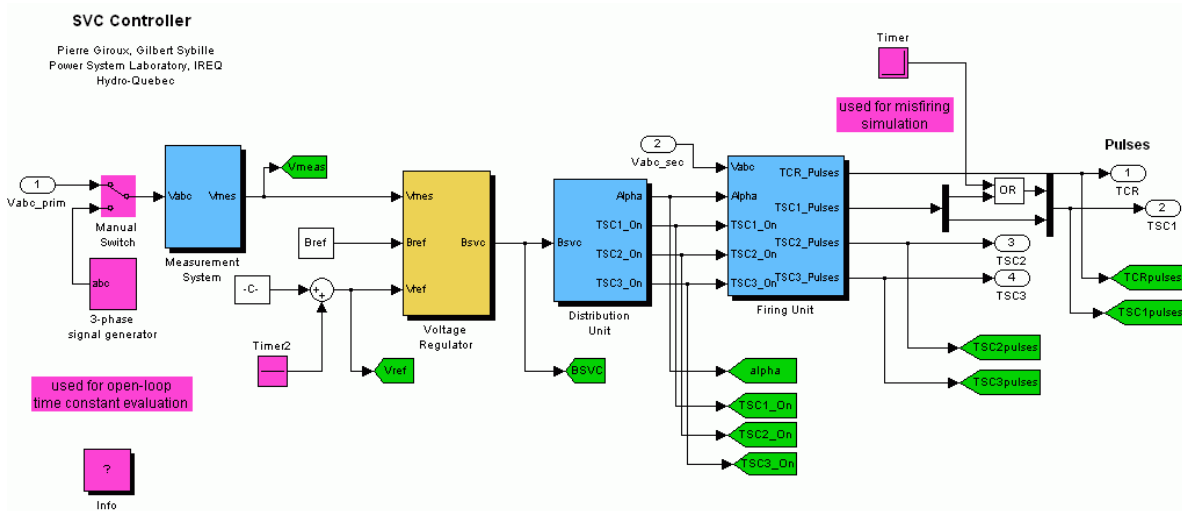 SVC Controller
Pierre Giroux, Gilbert Sybille
Power System Laboratory, IREQ
Hydro-Quebec
Timer
used for misfiring
simulation
Pulses
1
Vabc_prim
Manual
Switch
abc
3-phase
signal generator
Vabc
Vmes
Measurement
System
Vmeas
Bref
-C-
Timer2
Vref
Vmes
Bref
Vref
Bsvc
Voltage
Regulator
BSVC
Bsvc
Alpha
TSC1_On
TSC2_On
TSC3_On
Distribution
Unit
2
Vabc_sec
Vabc
Alpha
TSC1_On
TSC2_On
TSC3_On
TCR_Pulses
TSC1_Pulses
TSC2_Pulses
TSC3_Pulses
Firing Unit
OR
1
TCR
2
TSC1
3
TSC2
4
TSC3
TCRpulses
TSC1pulses
TSC2pulses
TSC3pulses
alpha
TSC1_On
TSC2_On
TSC3_On
used for open-loop
time constant evaluation
?
Info